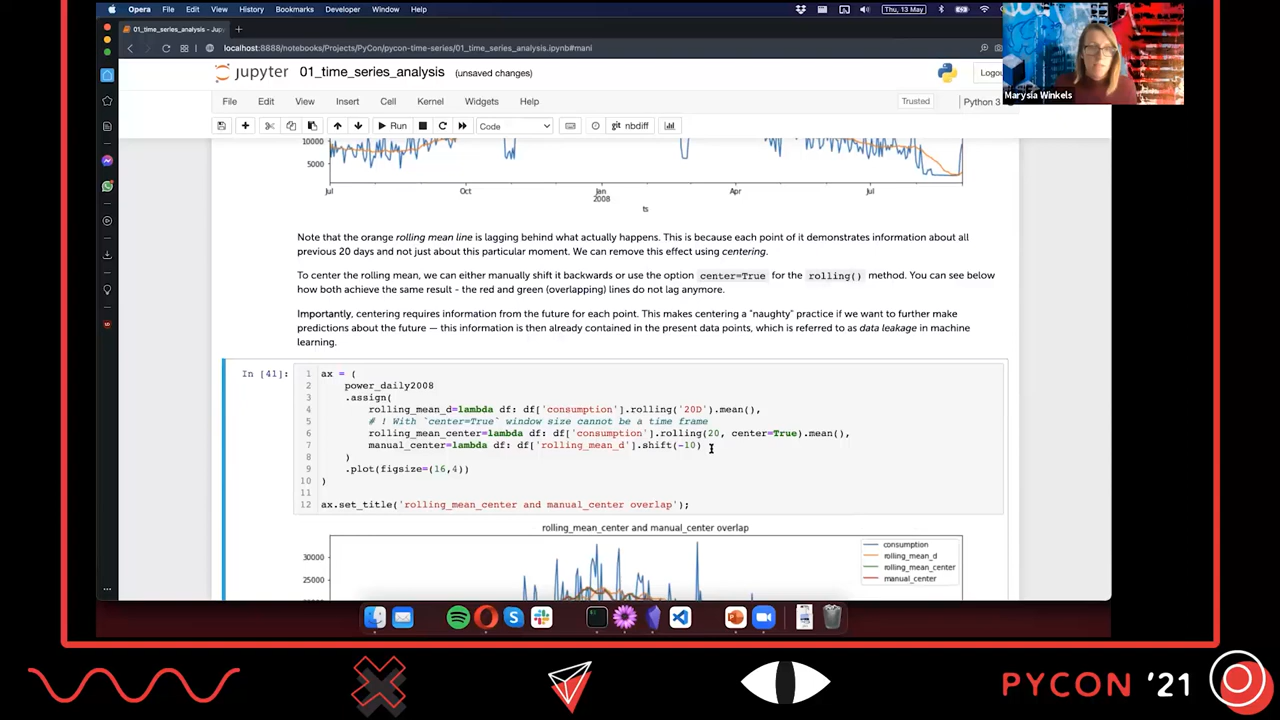 Opera File Edit View History Bookmarks Developer Window Help Thu, 13 May
01_time_series_analysis - Jup
localhost:8888/notebooks/Projects/PyCon/pycon-time-series/01_time_series_analysis.ipynb#mani
jupyter 01_time_series_analysis (unsaved changes)
Logou
Marysia Winkels
File Edit View Insert Cell Kernel Widgets Help
Trusted
Python 3
Run
Code
git nbdiff
10000
5000
Jul Oct Jan Apr Jul
2008
ts
Note that the orange rolling mean line is lagging behind what actually happens. This is because each point of it demonstrates information about all
previous 20 days and not just about this particular moment. We can remove this effect using centering.
To center the rolling mean, we can either manually shift it backwards or use the option center=True for the rolling() method. You can see below
how both achieve the same result - the red and green (overlapping) lines do not lag anymore.
Importantly, centering requires information from the future for each point. This makes centering a "naughty" practice if we want to further make
predictions about the future — this information is then already contained in the present data points, which is referred to as data leakage in machine
learning.
In [41]:
1 ax = (
2 power_daily2008
3 .assign(
4 rolling_mean_d=lambda df: df['consumption'].rolling('20D').mean(),
5 # ! With `center=True` window size cannot be a time frame
6 rolling_mean_center=lambda df: df['consumption'].rolling(20, center=True).mean(),
7 manual_center=lambda df: df['rolling_mean_d'].shift(-10)
8 )
9 .plot(figsize=(16,4))
10 )
11
12 ax.set_title('rolling_mean_center and manual_center overlap');
rolling_mean_center and manual_center overlap
30000
25000
consumption
rolling_mean_d
rolling_mean_center
manual_center
PYCON '21